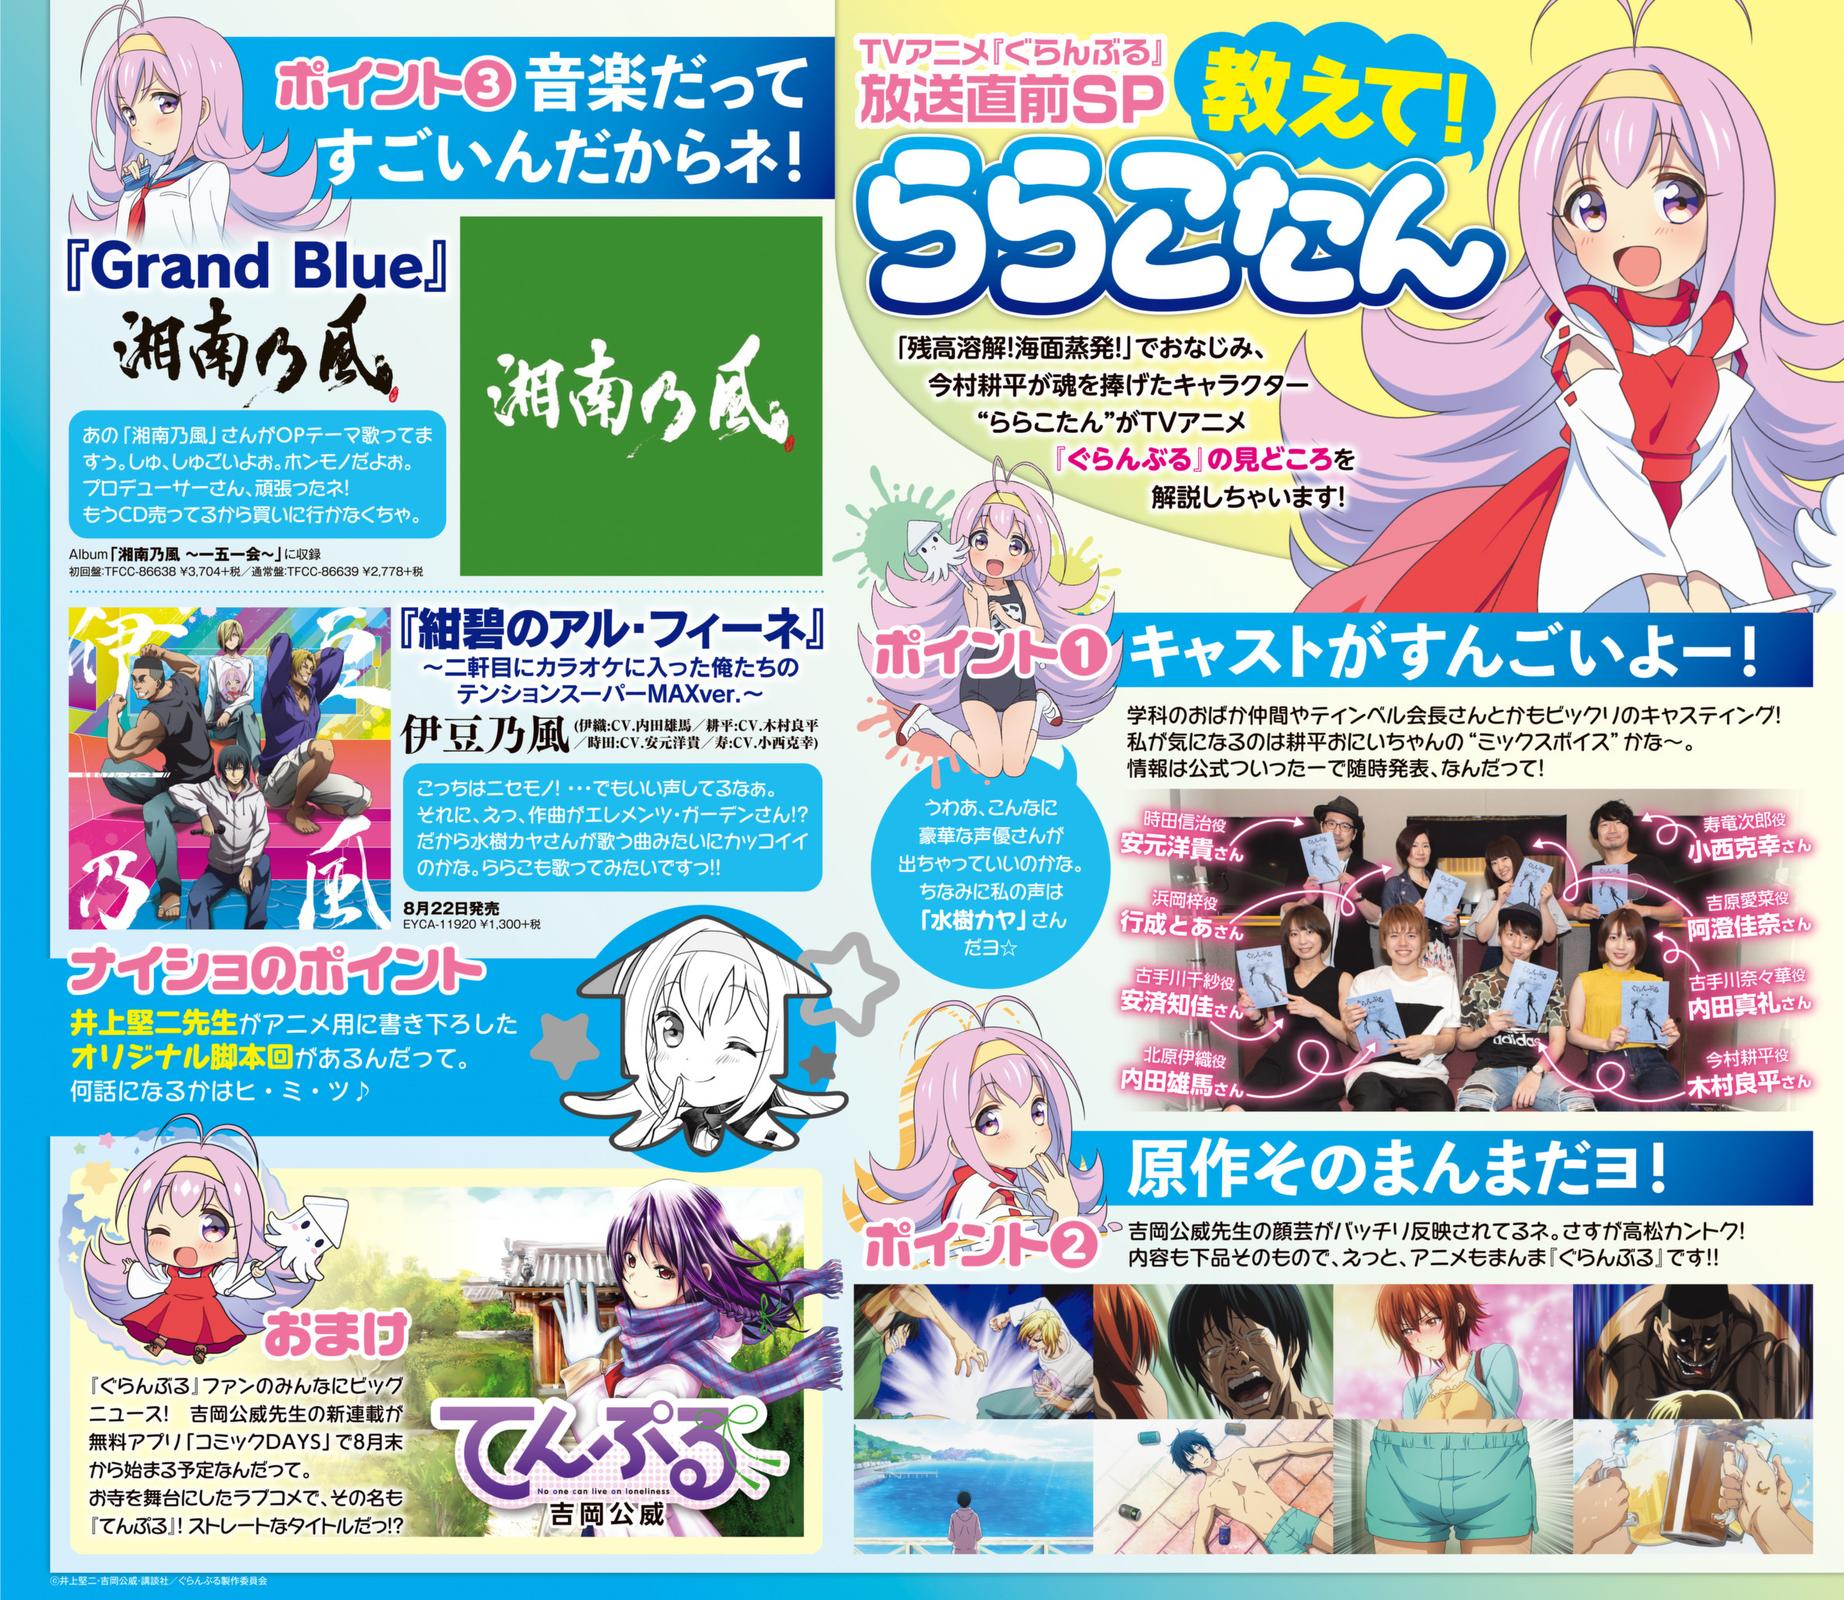 TVアニメ『ぐらんぶる』
放送直前SP
教えて!
ららこたん
「残高溶解!海面蒸発!」でおなじみ、
今村耕平が魂を捧げたキャラクター
“ららこたん”がTVアニメ
『ぐらんぶる』の見どころを
解説しちゃいます!
ポイント① キャストがすんごいよー!
学科のおばか仲間やティンベル会長さんとかもビックリのキャスティング!
私が気になるのは耕平おにいちゃんの“ミックスボイス”かな〜。
情報は公式ついったーで随時発表、なんだって!
うわあ、こんなに
豪華な声優さんが
出ちゃっていいのかな。
ちなみに私の声は
「水樹カヤ」さん
だヨ☆
時田信治役
安元洋貴さん
浜岡梓役
行成とあさん
古手川千紗役
安済知佳さん
北原伊織役
内田雄馬さん
寿竜次郎役
小西克幸さん
吉原愛菜役
阿澄佳奈さん
古手川奈々華役
内田真礼さん
今村耕平役
木村良平さん
ぐらんぶる
adidas
ポイント② 原作そのまんまだヨ!
吉岡公威先生の顔芸がバッチリ反映されてるネ。さすが高松カントク!
内容も下品そのもので、えっと、アニメもまんま『ぐらんぶる』です!!
ポイント③ 音楽だって
すごいんだからネ!
『Grand Blue』
湘南乃風
湘南乃風
あの「湘南乃風」さんがOPテーマ歌ってま
すぅ。しゅ、しゅごいよぉ。ホンモノだよぉ。
プロデューサーさん、頑張ったネ!
もうCD売ってるから買いに行かなくちゃ。
Album「湘南乃風 〜一五一会〜」に収録
初回盤:TFCC-86638 ¥3,704+税／通常盤:TFCC-86639 ¥2,778+税
伊豆乃風
紺碧のアル・フィーネ
『紺碧のアル・フィーネ』
〜二軒目にカラオケに入った俺たちの
テンションスーパーMAXver.〜
伊豆乃風(伊織:CV.内田雄馬／耕平:CV.木村良平
／時田:CV.安元洋貴／寿:CV.小西克幸)
こっちはニセモノ!･･･でもいい声してるなぁ。
それに、えっ、作曲がエレメンツ・ガーデンさん!?
だから水樹カヤさんが歌う曲みたいにカッコイイ
のかな。ららこも歌ってみたいですっ!!
8月22日発売
EYCA-11920 ¥1,300+税
ナイショのポイント
井上堅二先生がアニメ用に書き下ろした
オリジナル脚本回があるんだって。
何話になるかはヒ・ミ・ツ♪
おまけ
『ぐらんぶる』ファンのみんなにビッグ
ニュース! 吉岡公威先生の新連載が
無料アプリ「コミックDAYS」で8月末
から始まる予定なんだって。
お寺を舞台にしたラブコメで、その名も
『てんぷる』! ストレートなタイトルだっ!?
てんぷる
No one can live on loneliness
吉岡公威
©井上堅二・吉岡公威・講談社／ぐらんぶる製作委員会